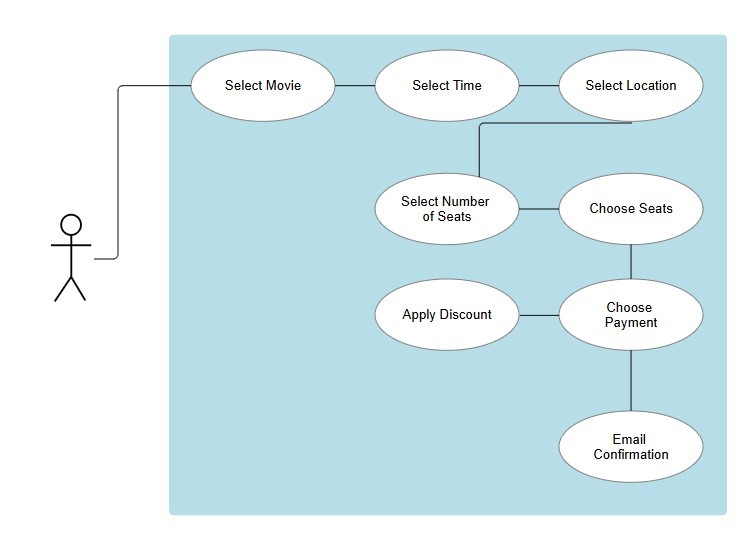 Select Movie
Select Time
Select Location
Select Number
of Seats
Choose Seats
Apply Discount
Choose
Payment
Email
Confirmation